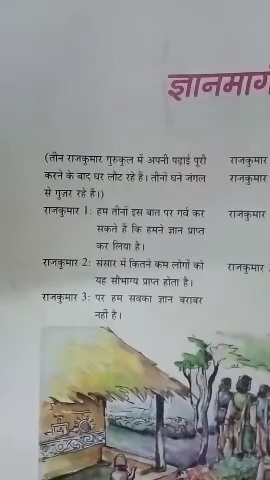 ज्ञानमार्ग
(तीन राजकुमार गुरुकुल में अपनी पढ़ाई पूरी
करने के बाद घर लौट रहे हैं। तीनों घने जंगल
से गुज़र रहे हैं।)
राजकुमार 1: हम तीनों इस बात पर गर्व कर
सकते हैं कि हमने ज्ञान प्राप्त
कर लिया है।
राजकुमार 2: संसार में कितने कम लोगों को
यह सौभाग्य प्राप्त होता है।
राजकुमार 3: पर हम सबका ज्ञान बराबर
नहीं है।
राजकुमार
राजकुमार
राजकुमार
राजकुमार